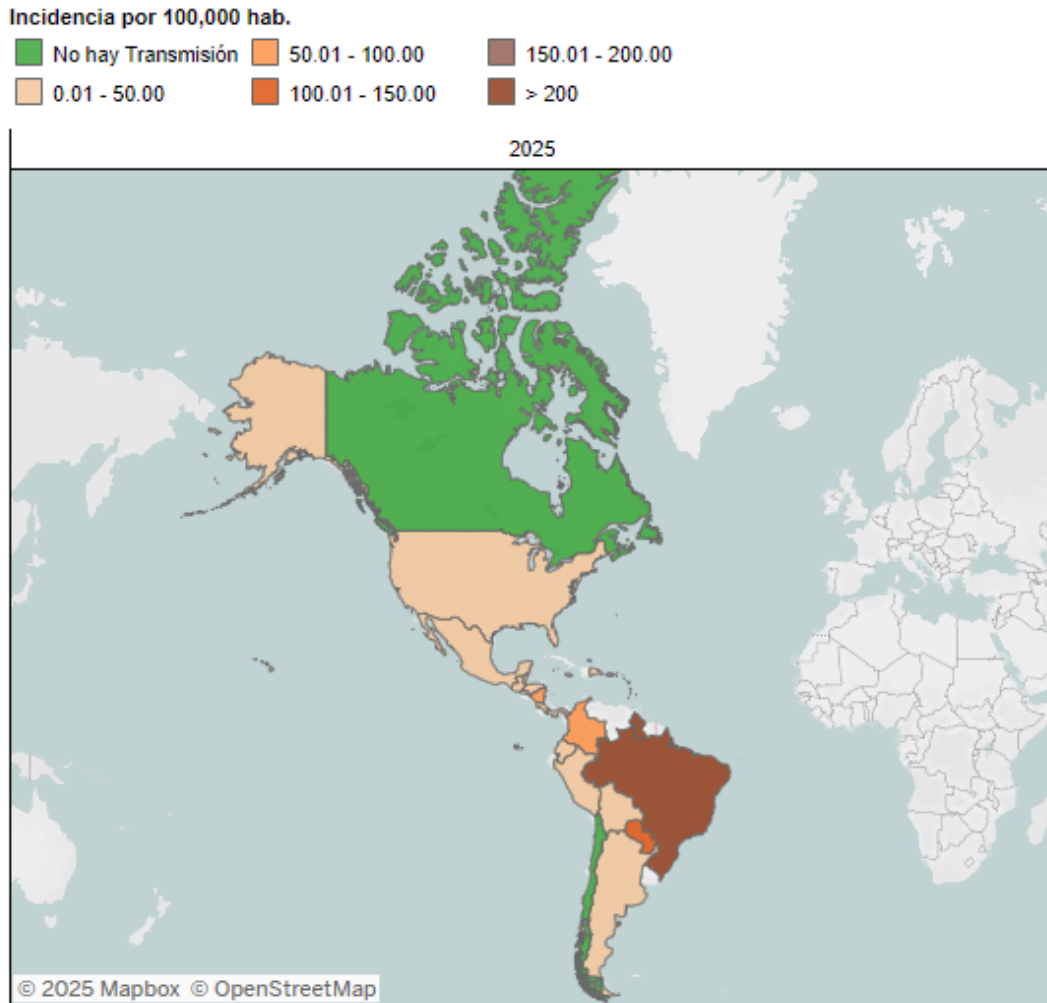 Incidencia por 100,000 hab.
No hay Transmisión 50.01 - 100.00 150.01 - 200.00
0.01 - 50.00 100.01 - 150.00 > 200
2025
© 2025 Mapbox © OpenStreetMap